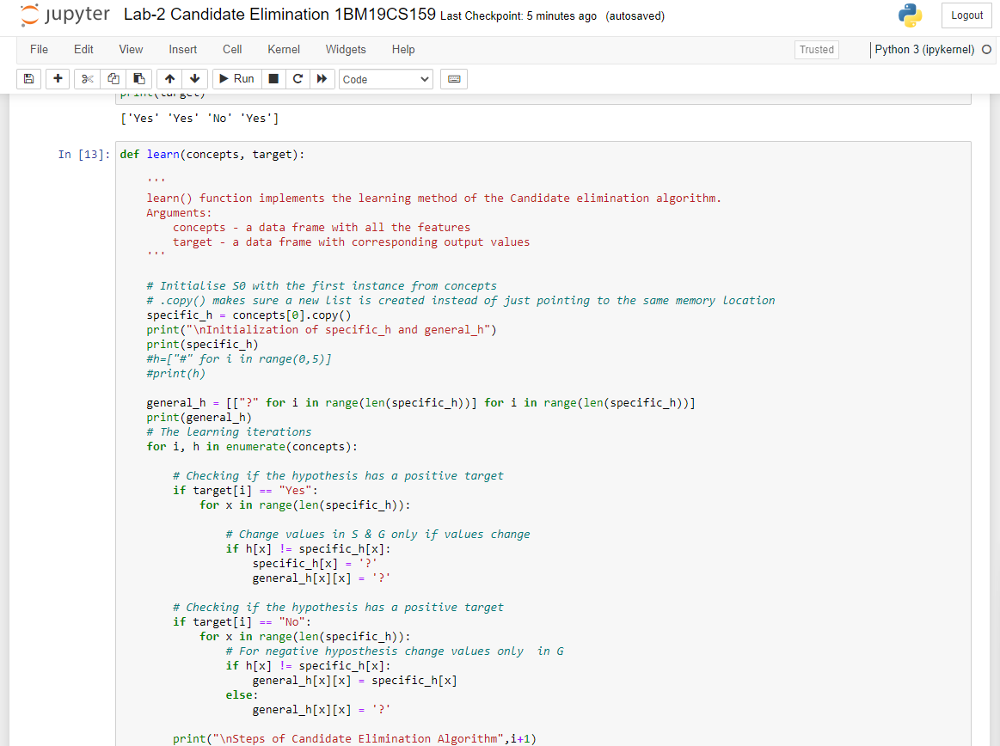 jupyter Lab-2 Candidate Elimination 1BM19CS159 Last Checkpoint: 5 minutes ago (autosaved) Logout
File Edit View Insert Cell Kernel Widgets Help Trusted Python 3 (ipykernel)
Run Code
print(target)
['Yes' 'Yes' 'No' 'Yes']
In [13]: def learn(concepts, target):
'''
learn() function implements the learning method of the Candidate elimination algorithm.
Arguments:
concepts - a data frame with all the features
target - a data frame with corresponding output values
'''
# Initialise S0 with the first instance from concepts
# .copy() makes sure a new list is created instead of just pointing to the same memory location
specific_h = concepts[0].copy()
print("\nInitialization of specific_h and general_h")
print(specific_h)
#h=["#" for i in range(0,5)]
#print(h)
general_h = [["?" for i in range(len(specific_h))] for i in range(len(specific_h))]
print(general_h)
# The learning iterations
for i, h in enumerate(concepts):
# Checking if the hypothesis has a positive target
if target[i] == "Yes":
for x in range(len(specific_h)):
# Change values in S & G only if values change
if h[x] != specific_h[x]:
specific_h[x] = '?'
general_h[x][x] = '?'
# Checking if the hypothesis has a positive target
if target[i] == "No":
for x in range(len(specific_h)):
# For negative hyposthesis change values only  in G
if h[x] != specific_h[x]:
general_h[x][x] = specific_h[x]
else:
general_h[x][x] = '?'
print("\nSteps of Candidate Elimination Algorithm",i+1)